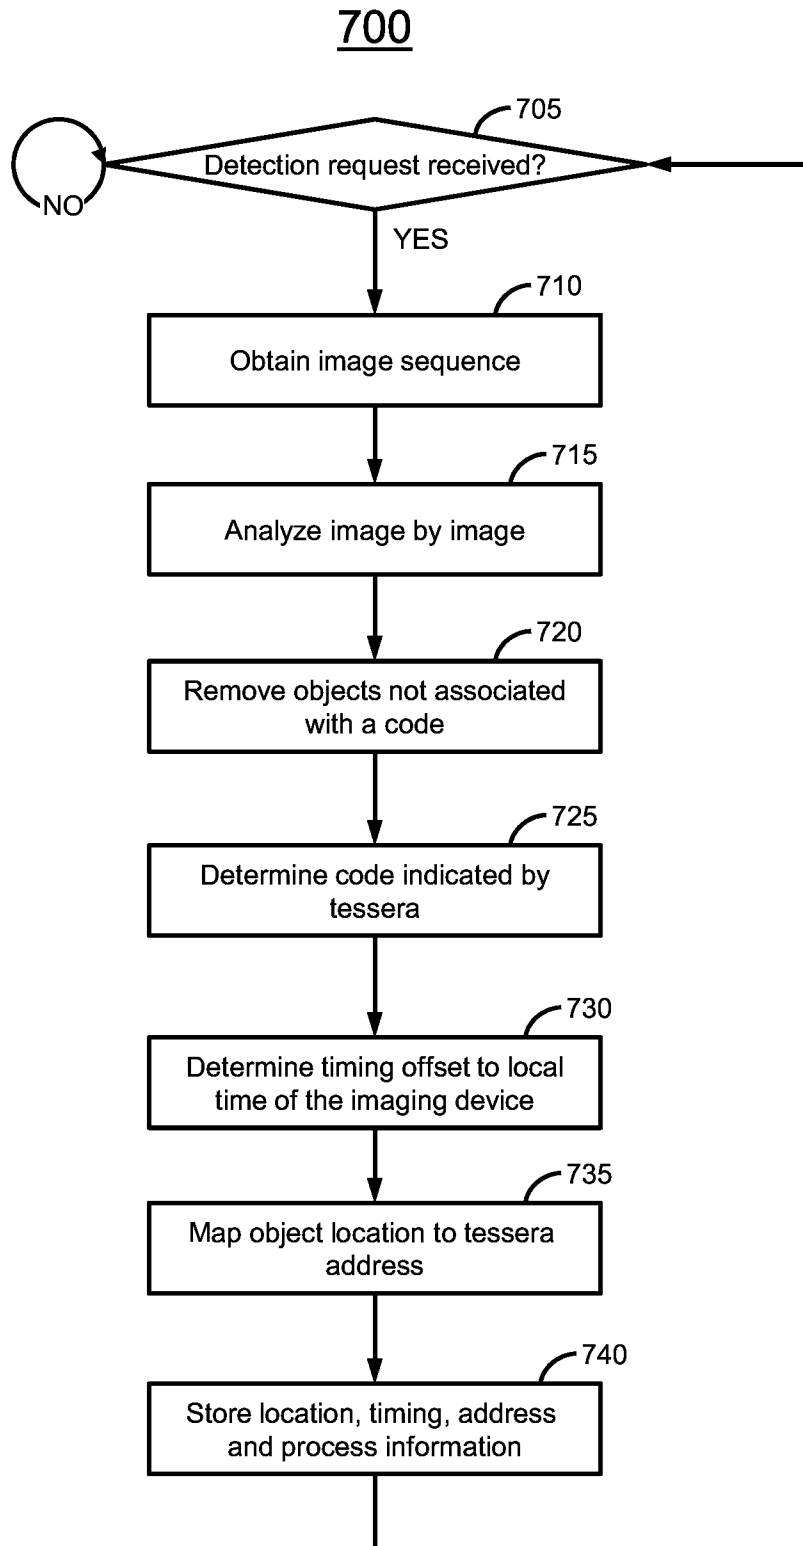 700
705
Detection request received?
NO
YES
710
Obtain image sequence
715
Analyze image by image
720
Remove objects not associated
with a code
725
Determine code indicated by
tessera
730
Determine timing offset to local
time of the imaging device
735
Map object location to tessera
address
740
Store location, timing, address
and process information